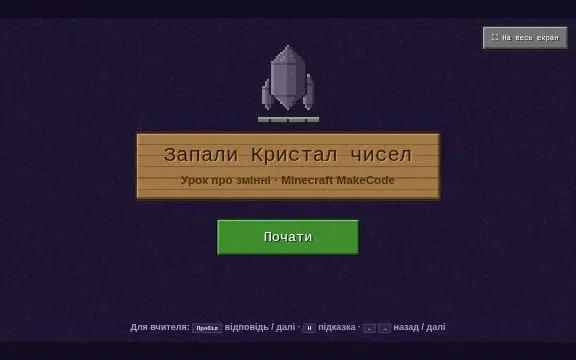 ⛶ На весь екран
Запали Кристал чисел
Урок про змінні · Minecraft MakeCode
Почати
Для вчителя: Пробіл відповідь / далі · H підказка · ← → назад / далі